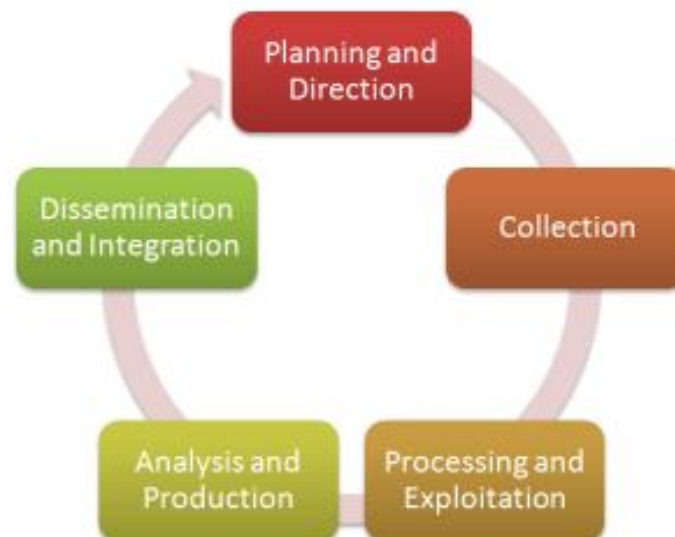 Planning and
Direction
Collection
Processing and
Exploitation
Analysis and
Production
Dissemination
and Integration